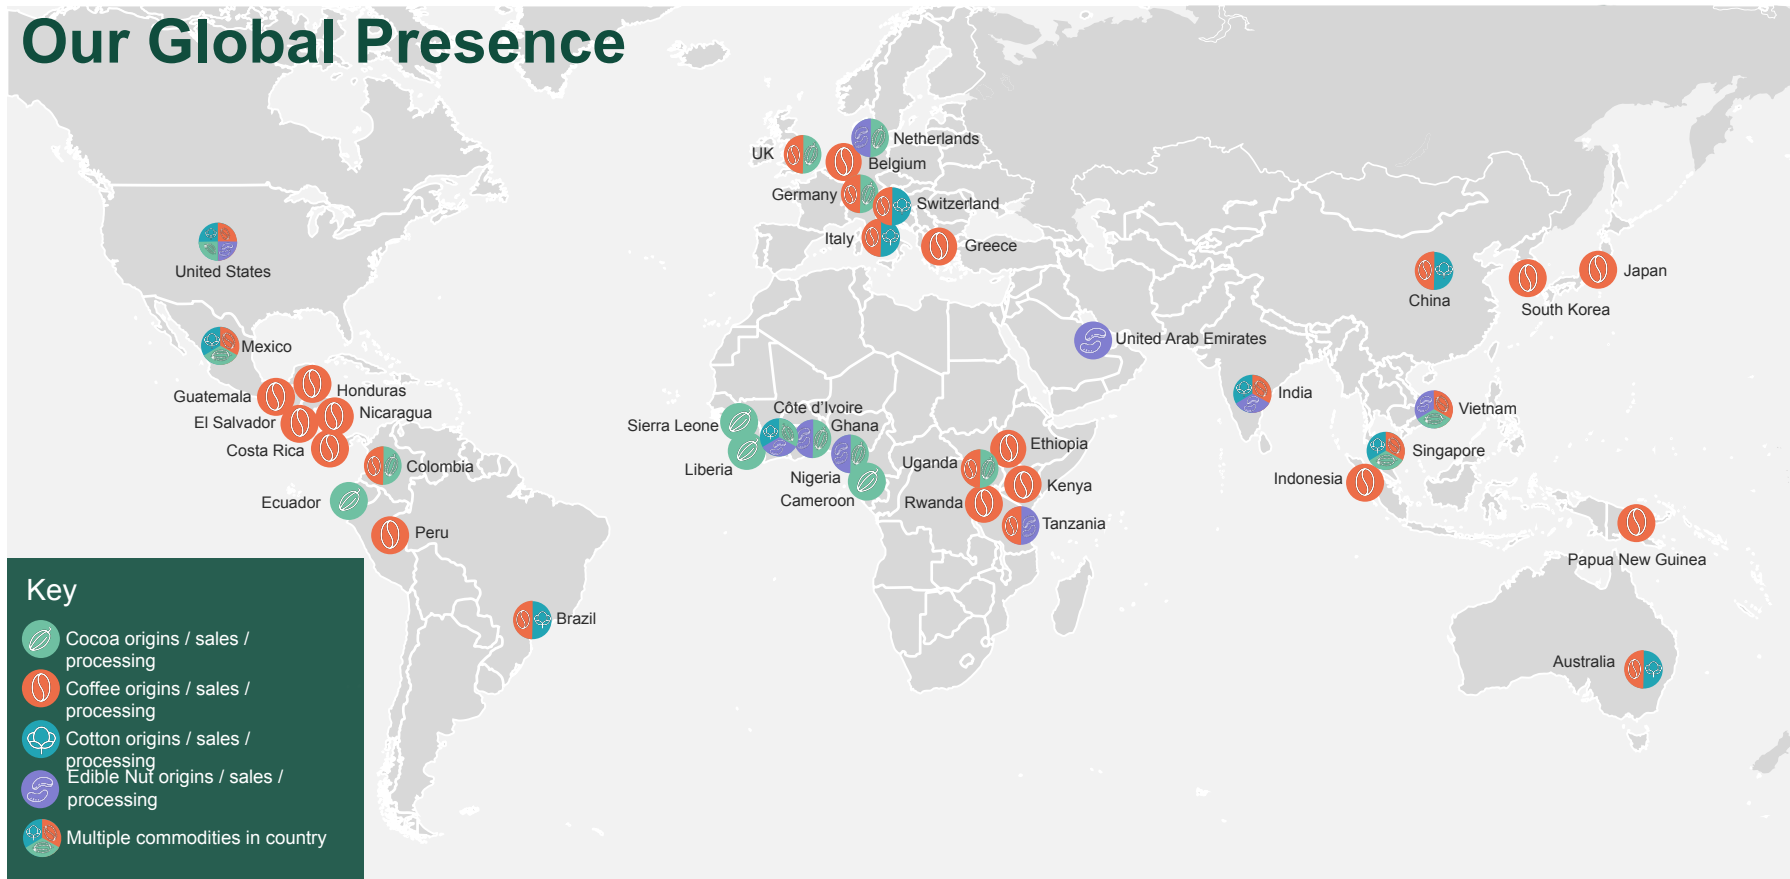 Our Global Presence
Netherlands
UK
Belgium
Germany
Switzerland
Italy
Greece
United States
China
Japan
South Korea
Mexico
United Arab Emirates
Honduras
Guatemala
Nicaragua
El Salvador
Costa Rica
Colombia
Ecuador
Peru
Brazil
Côte d’Ivoire
Sierra Leone
Ghana
Liberia
Nigeria
Cameroon
Ethiopia
Uganda
Kenya
Rwanda
Tanzania
India
Vietnam
Singapore
Indonesia
Papua New Guinea
Australia
Key
Cocoa origins / sales /
processing
Coffee origins / sales /
processing
Cotton origins / sales /
processing
Edible Nut origins / sales /
processing
Multiple commodities in country